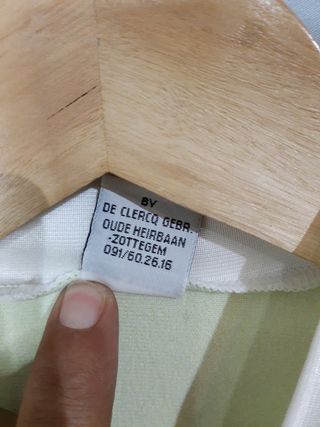 BY
DE CLERCQ GEBR.
OUDE HEIRBAAN
-ZOTTEGEM
091/60.26.16